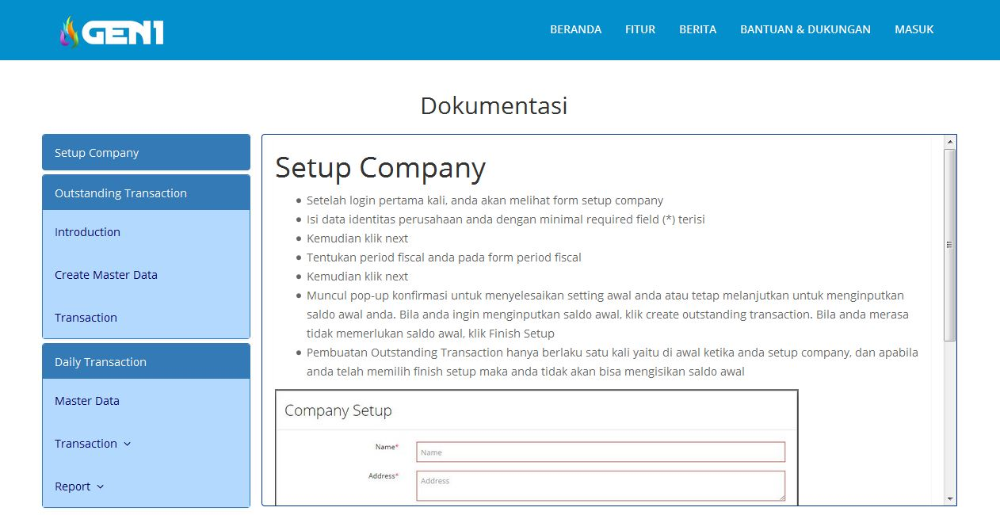 GEN1
BERANDA FITUR BERITA BANTUAN & DUKUNGAN MASUK
Dokumentasi
Setup Company
Outstanding Transaction
Introduction
Create Master Data
Transaction
Daily Transaction
Master Data
Transaction
Report
Setup Company
Setelah login pertama kali, anda akan melihat form setup company
Isi data identitas perusahaan anda dengan minimal required field (*) terisi
Kemudian klik next
Tentukan period fiscal anda pada form period fiscal
Kemudian klik next
Muncul pop-up konfirmasi untuk menyelesaikan setting awal anda atau tetap melanjutkan untuk menginputkan
saldo awal anda. Bila anda ingin menginputkan saldo awal, klik create outstanding transaction. Bila anda merasa
tidak memerlukan saldo awal, klik Finish Setup
Pembuatan Outstanding Transaction hanya berlaku satu kali yaitu di awal ketika anda setup company, dan apabila
anda telah memilih finish setup maka anda tidak akan bisa mengisikan saldo awal
Company Setup
Name*
Name
Address*
Address